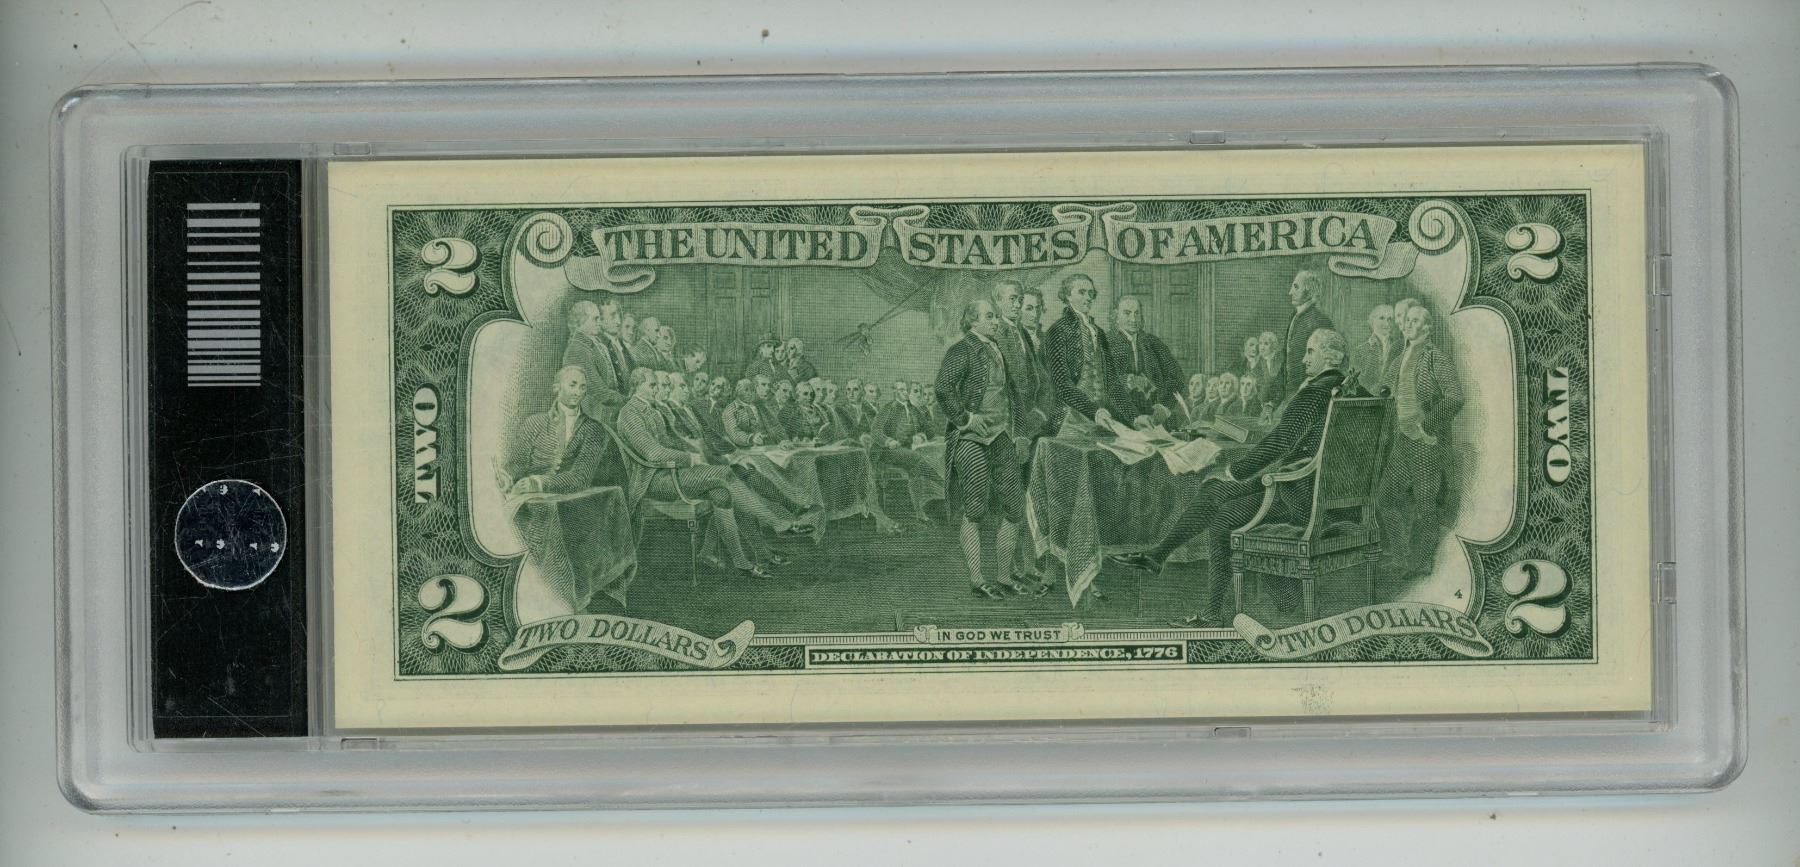 THE UNITED STATES OF AMERICA
2
2
TWO
TWO
4
2
2
TWO DOLLARS
IN GOD WE TRUST
TWO DOLLARS
DECLARATION OF INDEPENDENCE, 1776